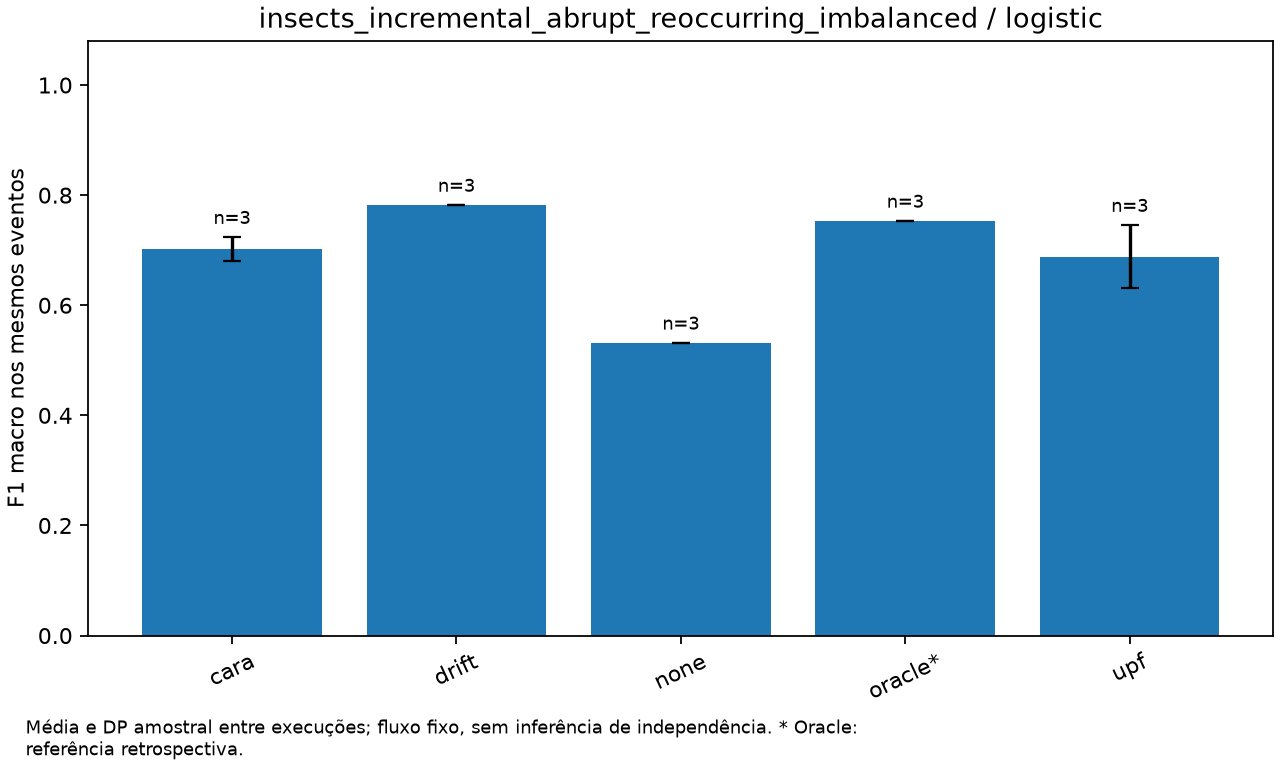 insects_incremental_abrupt_reoccurring_imbalanced / logistic
F1 macro nos mesmos eventos
1.0
0.8
0.6
0.4
0.2
0.0
n=3
n=3
n=3
n=3
n=3
cara
drift
none
oracle*
upf
Média e DP amostral entre execuções; fluxo fixo, sem inferência de independência. * Oracle:
referência retrospectiva.